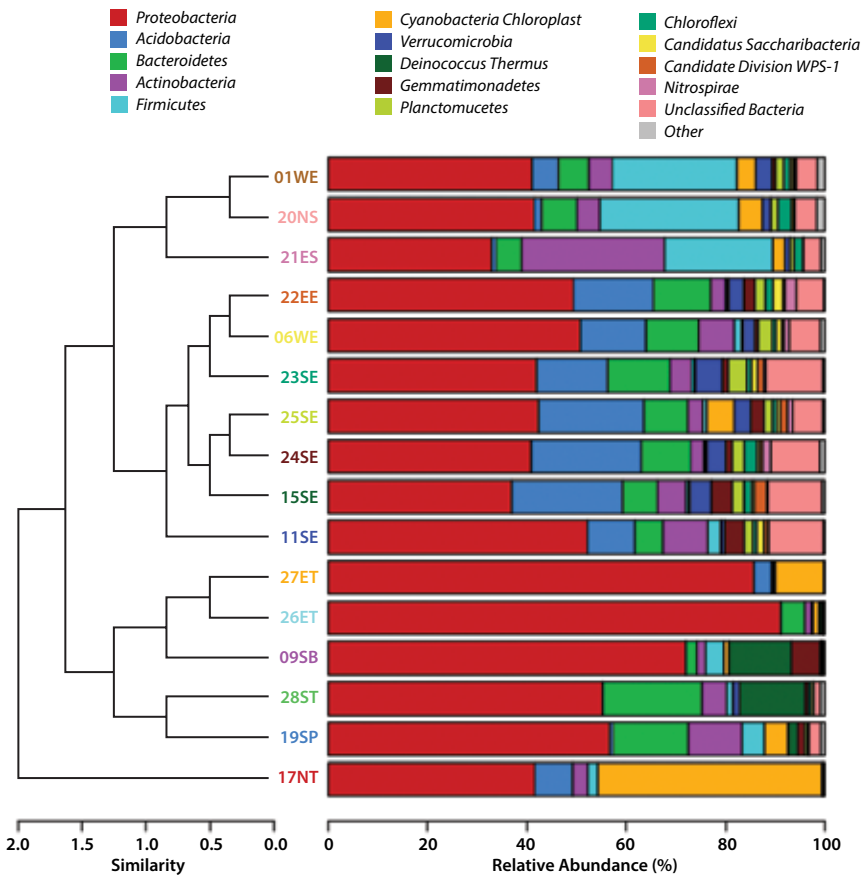 Proteobacteria
Acidobacteria
Bacteroidetes
Actinobacteria
Firmicutes
Cyanobacteria Chloroplast
Verrucomicrobia
Deinococcus Thermus
Gemmatimonadetes
Planctomucetes
Chloroflexi
Candidatus Saccharibacteria
Candidate Division WPS-1
Nitrospirae
Unclassified Bacteria
Other
01WE
20NS
21ES
22EE
06WE
23SE
25SE
24SE
15SE
11SE
27ET
26ET
09SB
28ST
19SP
17NT
2.0 1.5 1.0 0.5 0.0
Similarity
0 20 40 60 80 100
Relative Abundance (%)